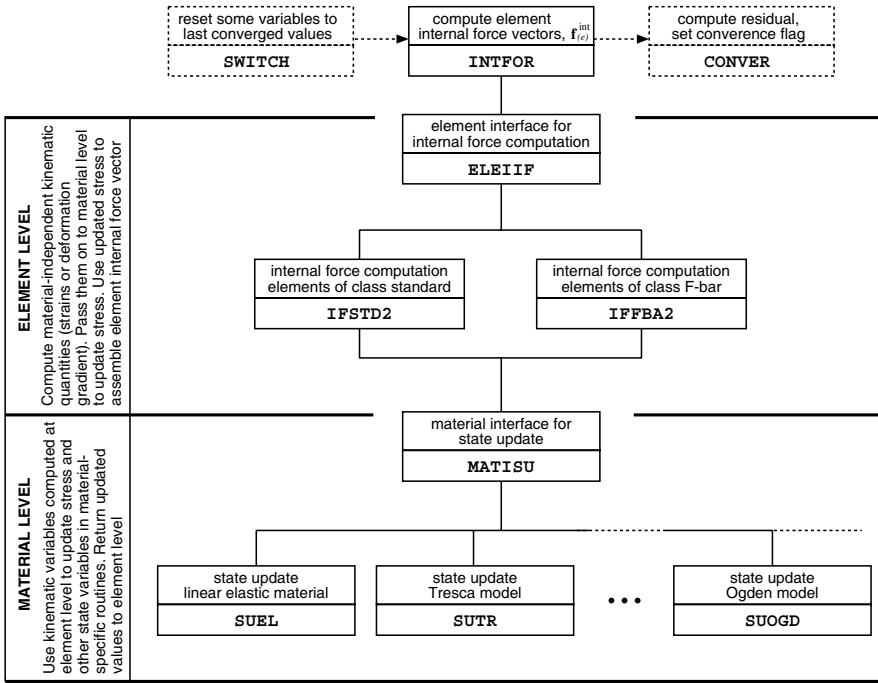 reset some variables to
last converged values
SWITCH
compute element
internal force vectors, f_(e)^int
INTFOR
compute residual,
set converence flag
CONVER
ELEMENT LEVEL
Compute material-independent kinematic
quantities (strains or deformation
gradient). Pass them on to material level
to update stress. Use updated stress to
assemble element internal force vector
element interface for
internal force computation
ELEIIF
internal force computation
elements of class standard
IFSTD2
internal force computation
elements of class F-bar
IFFBA2
MATERIAL LEVEL
Use kinematic variables computed at
element level to update stress and
other state variables in material-
specific routines. Return updated
values to element level
material interface for
state update
MATISU
state update
linear elastic material
SUEL
state update
Tresca model
SUTR
•••
state update
Ogden model
SUOGD